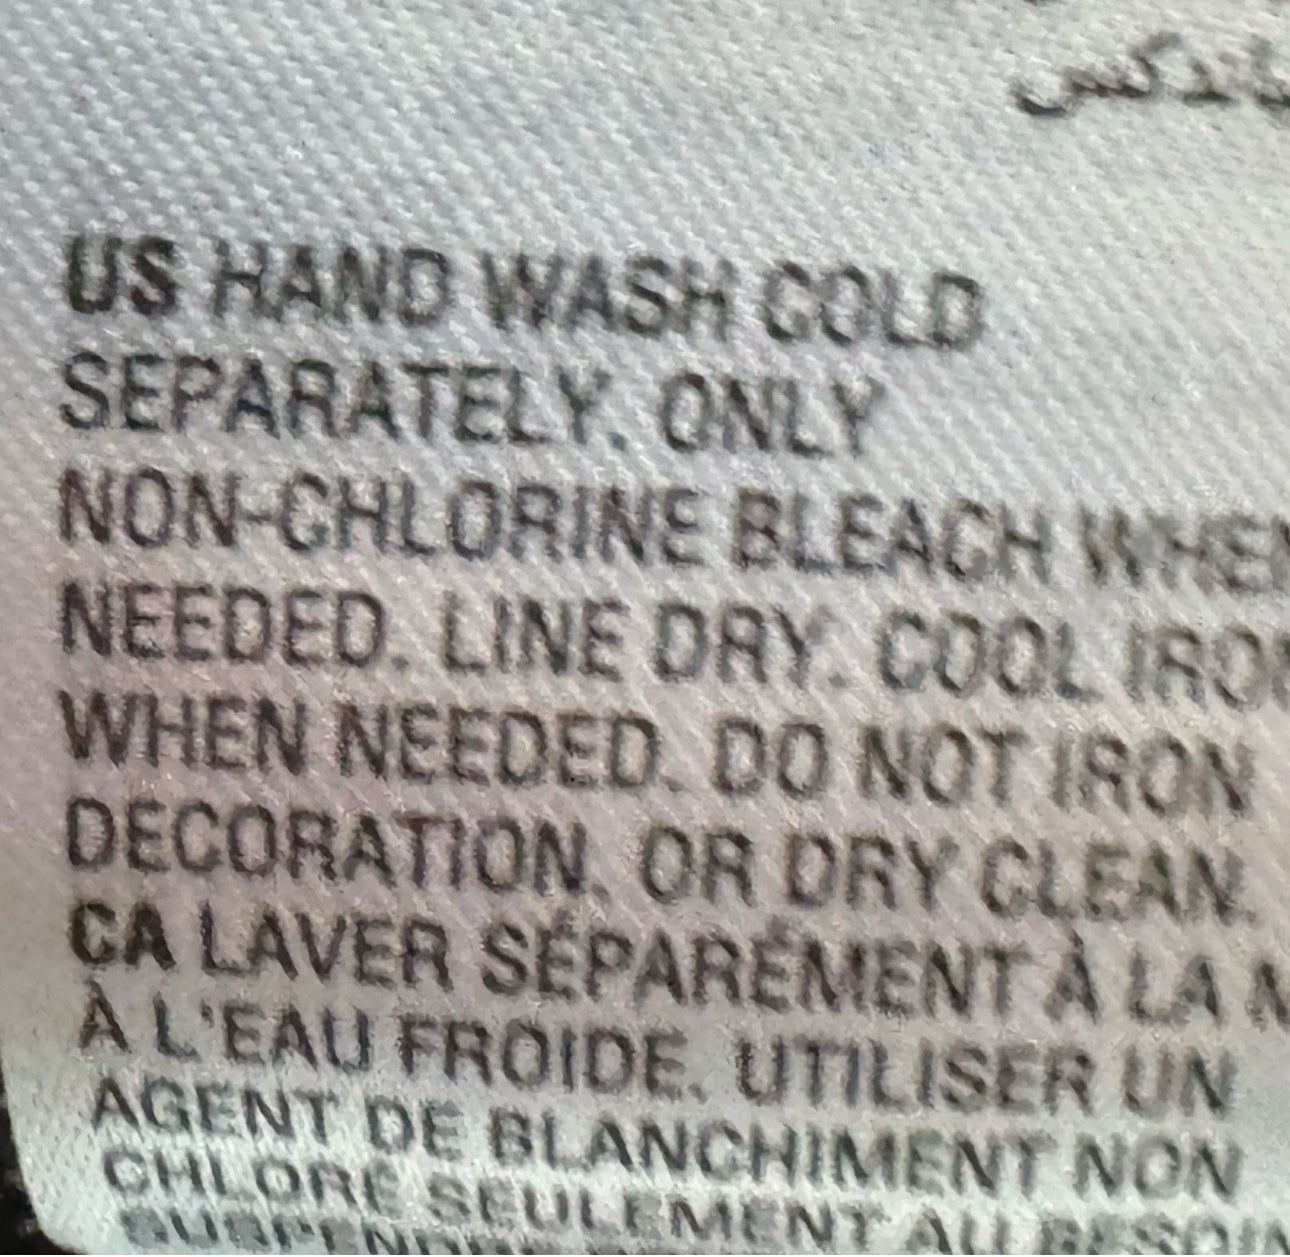 US HAND WASH COLD
SEPARATELY. ONLY
NON-CHLORINE BLEACH WHEN
NEEDED. LINE DRY. COOL IRON
WHEN NEEDED. DO NOT IRON
DECORATION, OR DRY CLEAN.
CA LAVER SÉPARÉMENT À LA
À L'EAU FROIDE. UTILISER UN
AGENT DE BLANCHIMENT NON
CHLORÉ SEULEMENT AU BESOIN